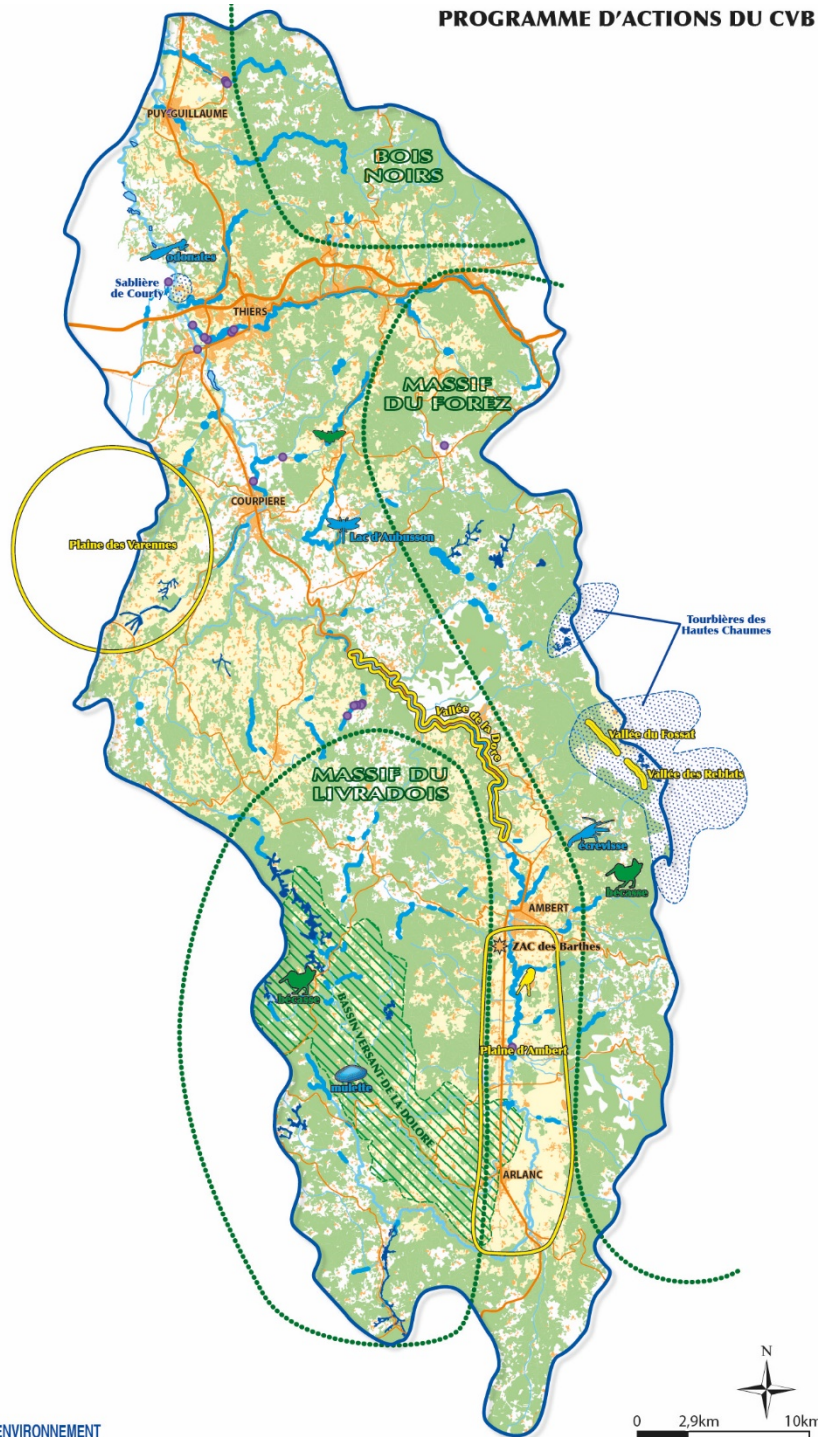 PROGRAMME D'ACTIONS DU CVB
PUY-GUILLAUME
BOIS
NOIRS
odonates
Sablière
de Courty
THIERS
MASSIF
DU FOREZ
COURPIERE
Plaine des Varennes
Lac d'Aubusson
Tourbières des
Hautes Chaumes
Vallée de la Dore
Vallée du Fossat
Vallée des Reblats
MASSIF DU
LIVRADOIS
écrevisse
bécasse
AMBERT
ZAC des Barthes
bécasse
Plaine d'Ambert
mulette
BASSIN VERSANT DE LA DOLORE
ARLANC
N
0 2,9km 10km
ENVIRONNEMENT